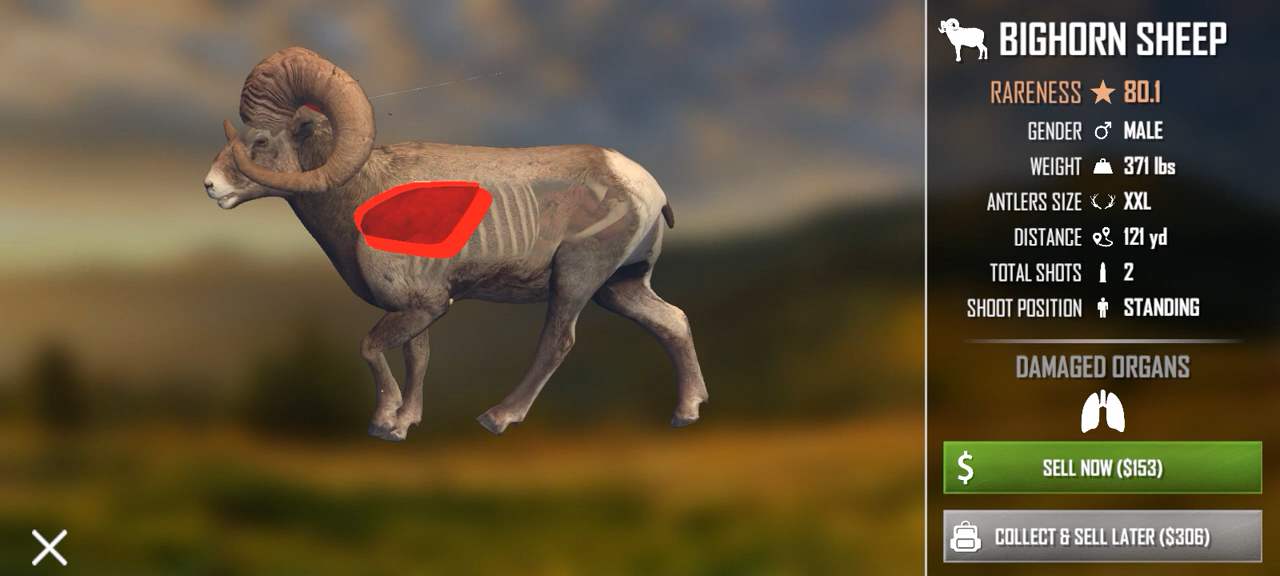 BIGHORN SHEEP
RARENESS 80.1
GENDER MALE
WEIGHT 371 lbs
ANTLERS SIZE XXL
DISTANCE 121 yd
TOTAL SHOTS 2
SHOOT POSITION STANDING
DAMAGED ORGANS
$ SELL NOW ($153)
COLLECT & SELL LATER ($306)